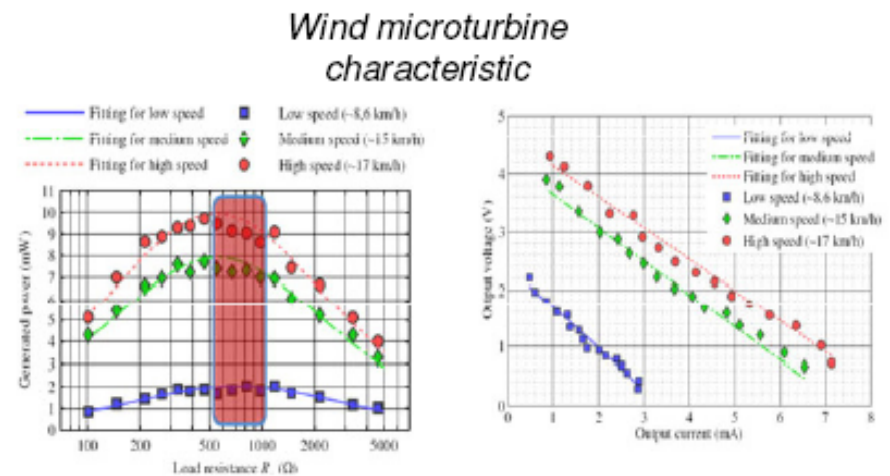 Wind microturbine
characteristic
Fitting for low speed
Low speed (~8,6 km/h)
Fitting for medium speed
Medium speed (~15 km/h)
Fitting for high speed
High speed (~17 km/h)
Generated power (mW)
11
10
9
8
7
6
5
4
3
2
1
0
100
200
500
1000
2000
5000
Load resistance R (Ω)
Output voltage (V)
5
4
3
2
1
0
Fitting for low speed
Fitting for medium speed
Fitting for high speed
Low speed (~8,6 km/h)
Medium speed (~15 km/h)
High speed (~17 km/h)
0
1
2
3
4
5
6
7
8
Output current (mA)